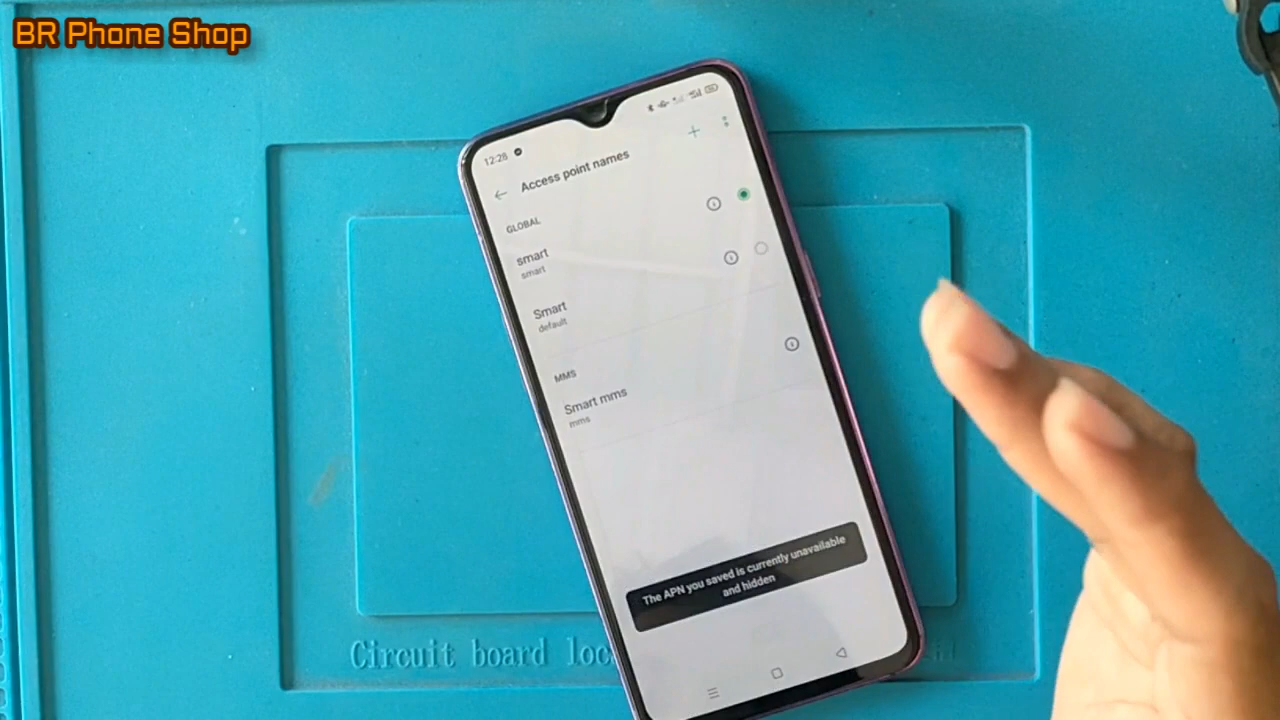 BR Phone Shop
12:28
Access point names
GLOBAL
smart
smart
Smart
default
MMS
Smart mms
mms
The APN you saved is currently unavailable
and hidden
Circuit board